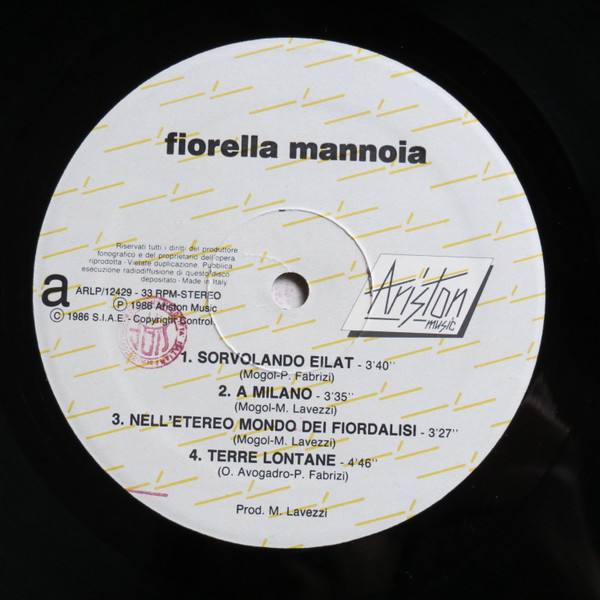 fiorella mannoia
Riservati tutti i diritti del produttore
fonografico e del proprietario dell'opera
riprodotta - Vietate duplicazione. Pubblica
esecuzione radiodiffusione di questo disco
depositato - Made in Italy
a
ARLP/12429 - 33 RPM-STEREO
Ⓟ 1986 Ariston Music
© 1986 S.I.A.E. - Copyright Control
Ariston
music
1. SORVOLANDO EILAT - 3'40''
(Mogol-P. Fabrizi)
2. A MILANO - 3'35''
(Mogol-M. Lavezzi)
3. NELL'ETEREO MONDO DEI FIORDALISI - 3'27''
(Mogol-M. Lavezzi)
4. TERRE LONTANE - 4'46''
(O. Avogadro-P. Fabrizi)
Prod. M. Lavezzi